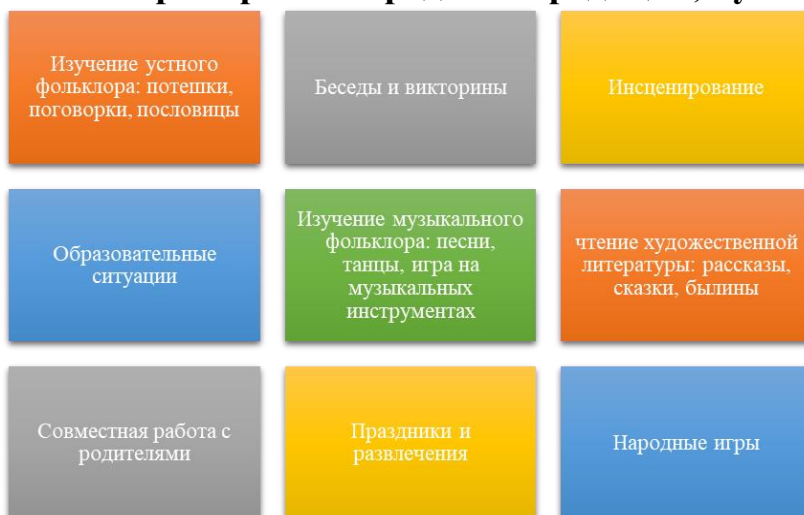 Изучение устного
фольклора: потешки,
поговорки, пословицы
Беседы и викторины
Инсценирование
Образовательные
ситуации
Изучение музыкального
фольклора: песни,
танцы, игра на
музыкальных
инструментах
чтение художественной
литературы: рассказы,
сказки, былины
Совместная работа с
родителями
Праздники и
развлечения
Народные игры